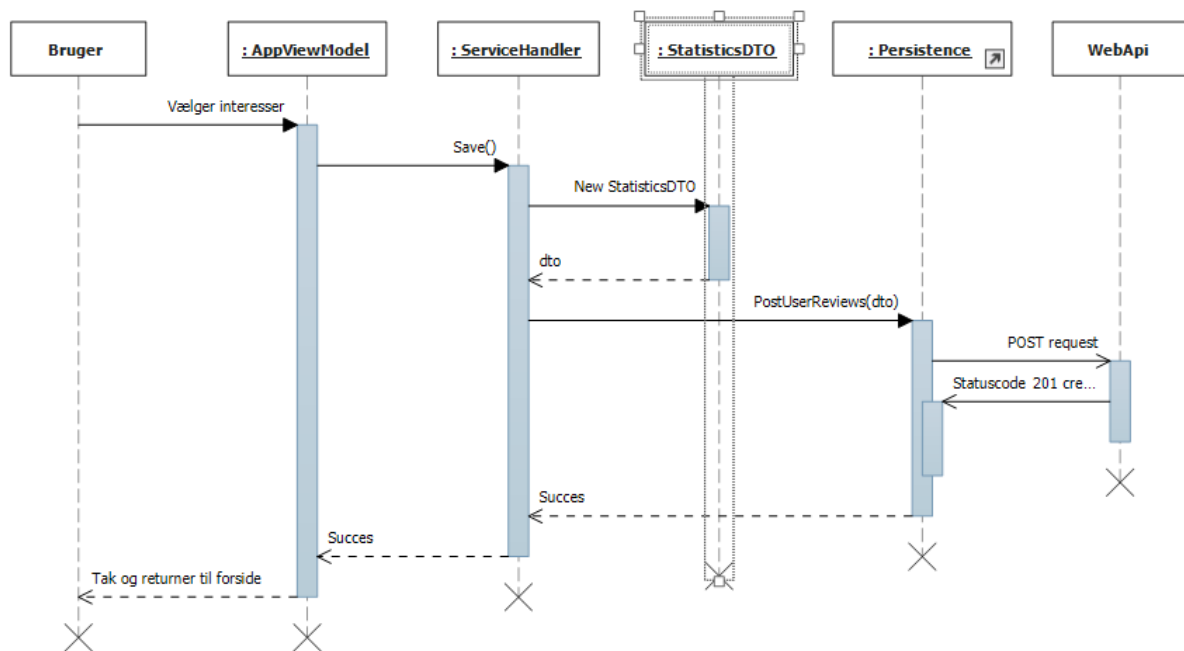 Bruger
: AppViewModel
: ServiceHandler
: StatisticsDTO
: Persistence
WebApi
Vælger interesser
Save()
New StatisticsDTO
dto
PostUserReviews(dto)
POST request
Statuscode 201 cre...
Succes
Succes
Tak og returner til forside